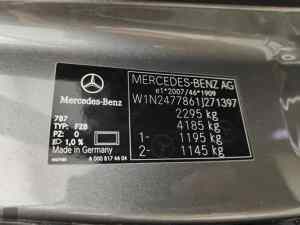 MERCEDES-BENZ AG
e1*2007/46*1909
W1N2477861J271397
2295 kg
4185 kg
1- 1195 kg
2- 1145 kg
Mercedes-Benz
787
TYP: F2B
PZ: 0
1,0 %
Made in Germany
A 000 817 44 04